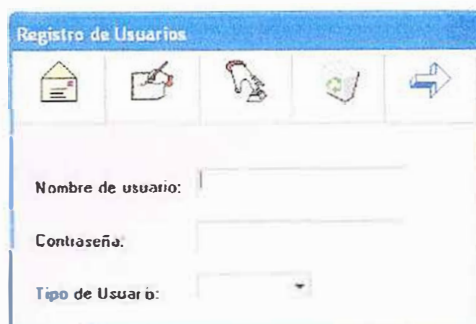 Registro de Usuarios
Nombre de usuario:
Contraseña:
Tipo de Usuario: